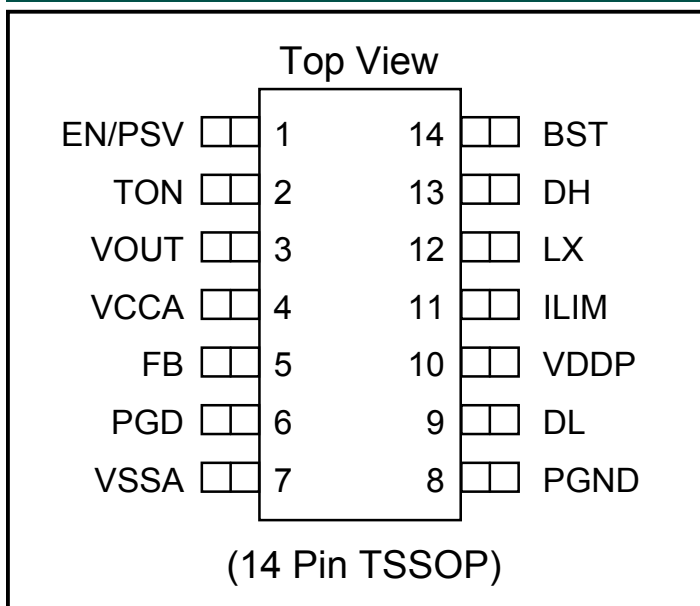 Top View
EN/PSV 1 14 BST
TON 2 13 DH
VOUT 3 12 LX
VCCA 4 11 ILIM
FB 5 10 VDDP
PGD 6 9 DL
VSSA 7 8 PGND
(14 Pin TSSOP)